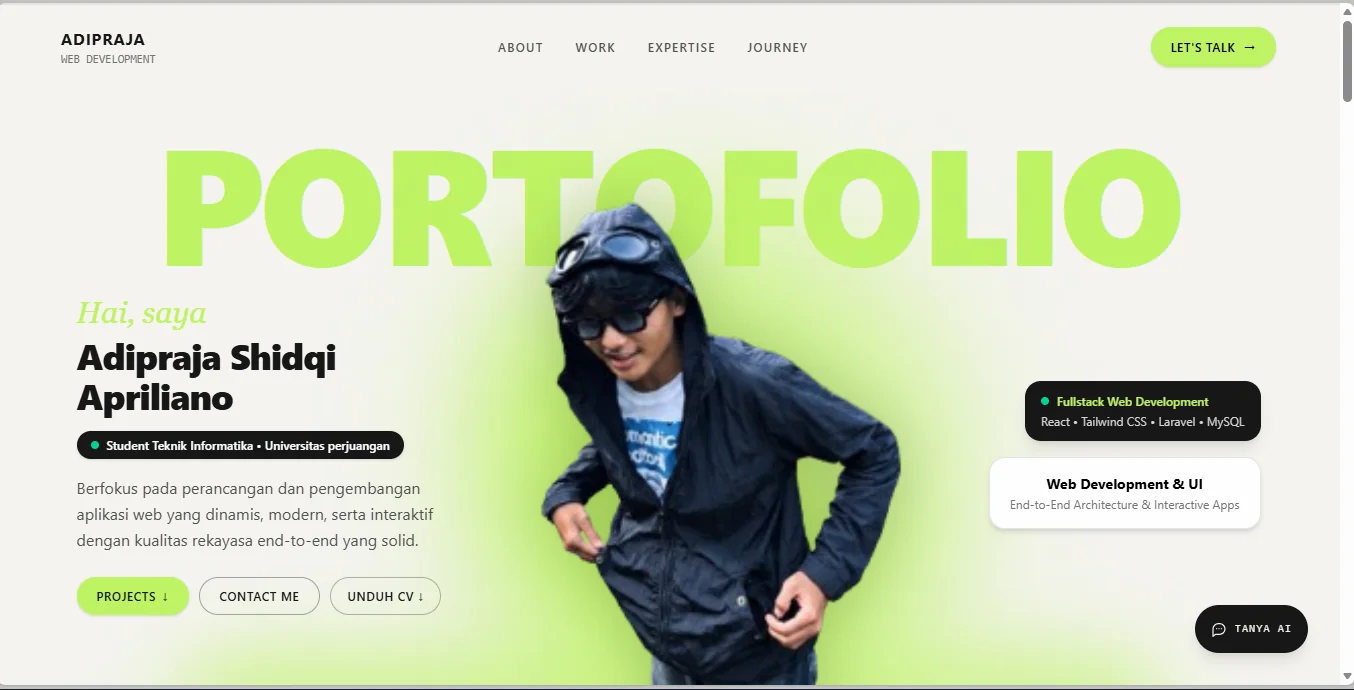 ADIPRAJA
WEB DEVELOPMENT
ABOUT
WORK
EXPERTISE
JOURNEY
LET'S TALK →
PORTOFOLIO
Hai, saya
Adipraja Shidqi
Apriliano
Student Teknik Informatika • Universitas perjuangan
Berfokus pada perancangan dan pengembangan
aplikasi web yang dinamis, modern, serta interaktif
dengan kualitas rekayasa end-to-end yang solid.
PROJECTS ↓
CONTACT ME
UNDUH CV ↓
Fullstack Web Development
React • Tailwind CSS • Laravel • MySQL
Web Development & UI
End-to-End Architecture & Interactive Apps
TANYA AI